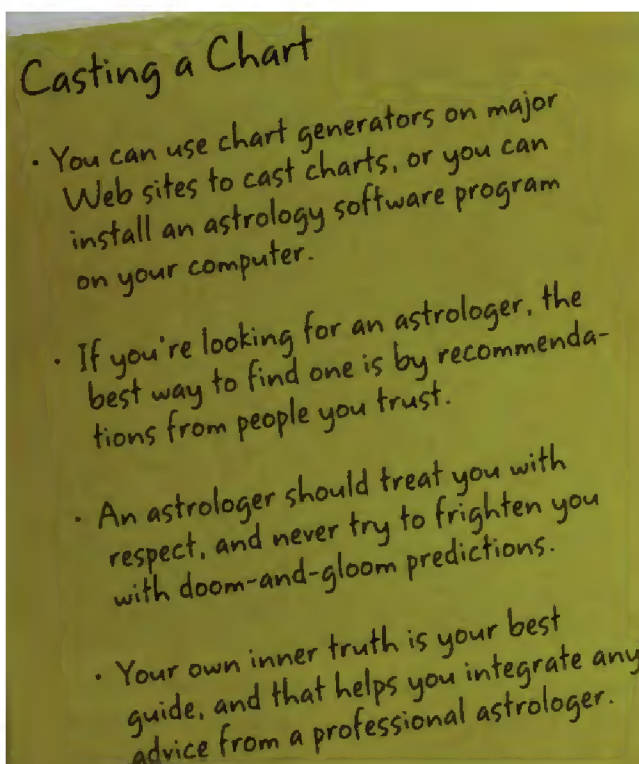 Casting a Chart
· You can use chart generators on major
Web sites to cast charts, or you can
install an astrology software program
on your computer.
· If you're looking for an astrologer, the
best way to find one is by recommenda-
tions from people you trust.
· An astrologer should treat you with
respect, and never try to frighten you
with doom-and-gloom predictions.
· Your own inner truth is your best
guide, and that helps you integrate any
advice from a professional astrologer.